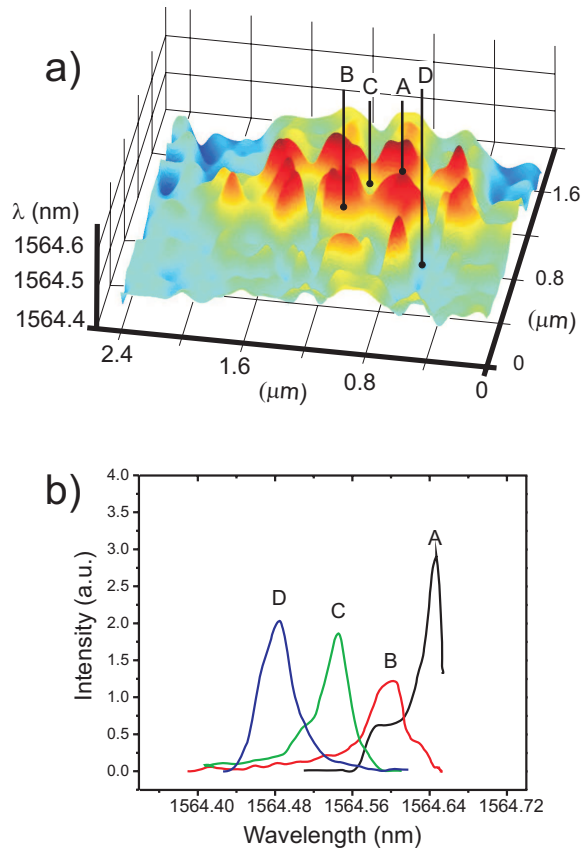 a)
B C A D
λ (nm)
1564.6
1564.5
1564.4
2.4
1.6
(μm)
0.8
0
0
0.8
1.6
(μm)
b)
4.0
3.5
3.0
2.5
2.0
1.5
1.0
0.5
0.0
Intensity (a.u.)
A
D
C
B
1564.40 1564.48 1564.56 1564.64 1564.72
Wavelength (nm)